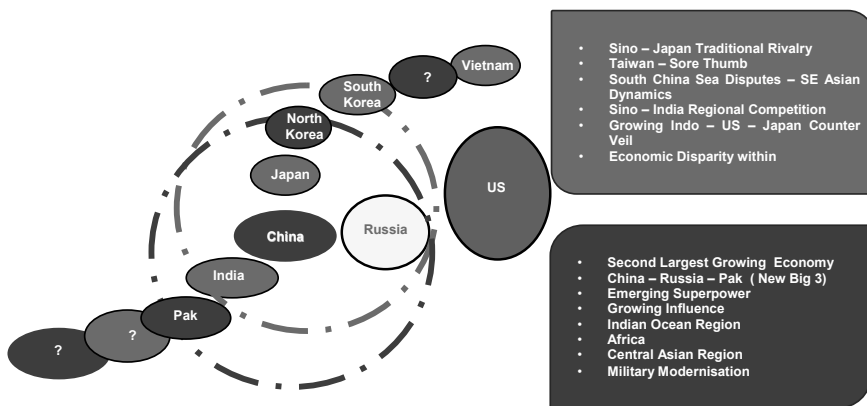 Vietnam
?
South
Korea
North
Korea
Japan
US
Russia
China
India
Pak
?
?
• Sino – Japan Traditional Rivalry
• Taiwan – Sore Thumb
• South China Sea Disputes – SE Asian
Dynamics
• Sino – India Regional Competition
• Growing Indo – US – Japan Counter
Veil
• Economic Disparity within
• Second Largest Growing Economy
• China – Russia – Pak ( New Big 3)
• Emerging Superpower
• Growing Influence
• Indian Ocean Region
• Africa
• Central Asian Region
• Military Modernisation